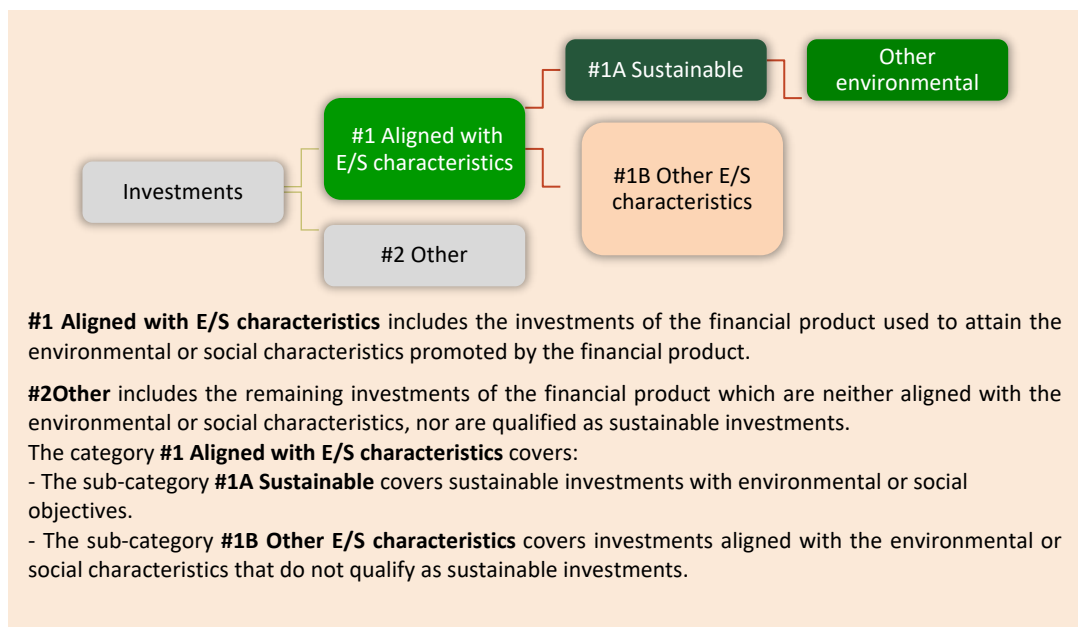 #1A Sustainable
Other
environmental
#1 Aligned with
E/S characteristics
#1B Other E/S
characteristics
Investments
#2 Other
#1 Aligned with E/S characteristics includes the investments of the financial product used to attain the
environmental or social characteristics promoted by the financial product.
#2Other includes the remaining investments of the financial product which are neither aligned with the
environmental or social characteristics, nor are qualified as sustainable investments.
The category #1 Aligned with E/S characteristics covers:
- The sub-category #1A Sustainable covers sustainable investments with environmental or social
objectives.
- The sub-category #1B Other E/S characteristics covers investments aligned with the environmental or
social characteristics that do not qualify as sustainable investments.